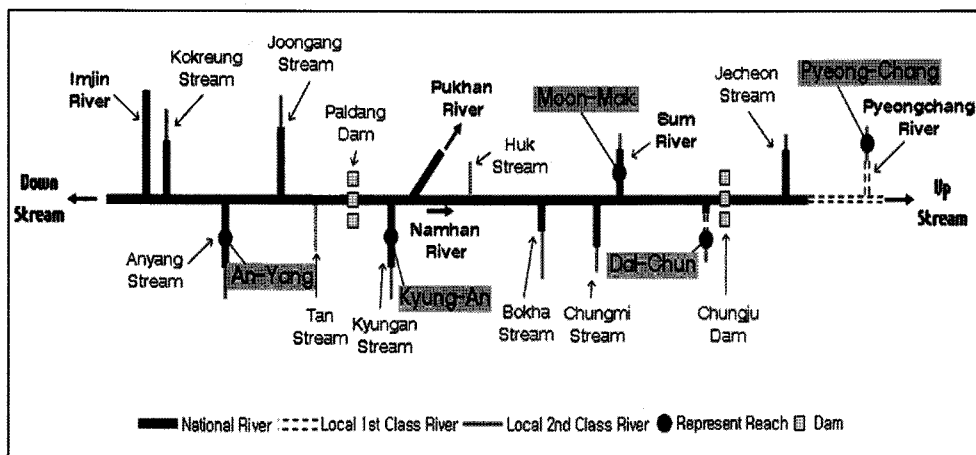 Joongang
Stream
Kokreung
Stream
Imjin
River
Paldang
Dam
Pukhan
River
Moon-Mak
Sum
River
Jecheon
Stream
Pyeong-Chang
Pyeongchang
River
Huk
Stream
Down
Stream
Up
Stream
Namhan
River
Anyang
Stream
An-Yang
Tan
Stream
Kyungan
Stream
Kyung-An
Bokha
Stream
Chungmi
Stream
Dal-Chun
Chungju
Dam
National River
Local 1st Class River
Local 2nd Class River
Represent Reach
Dam